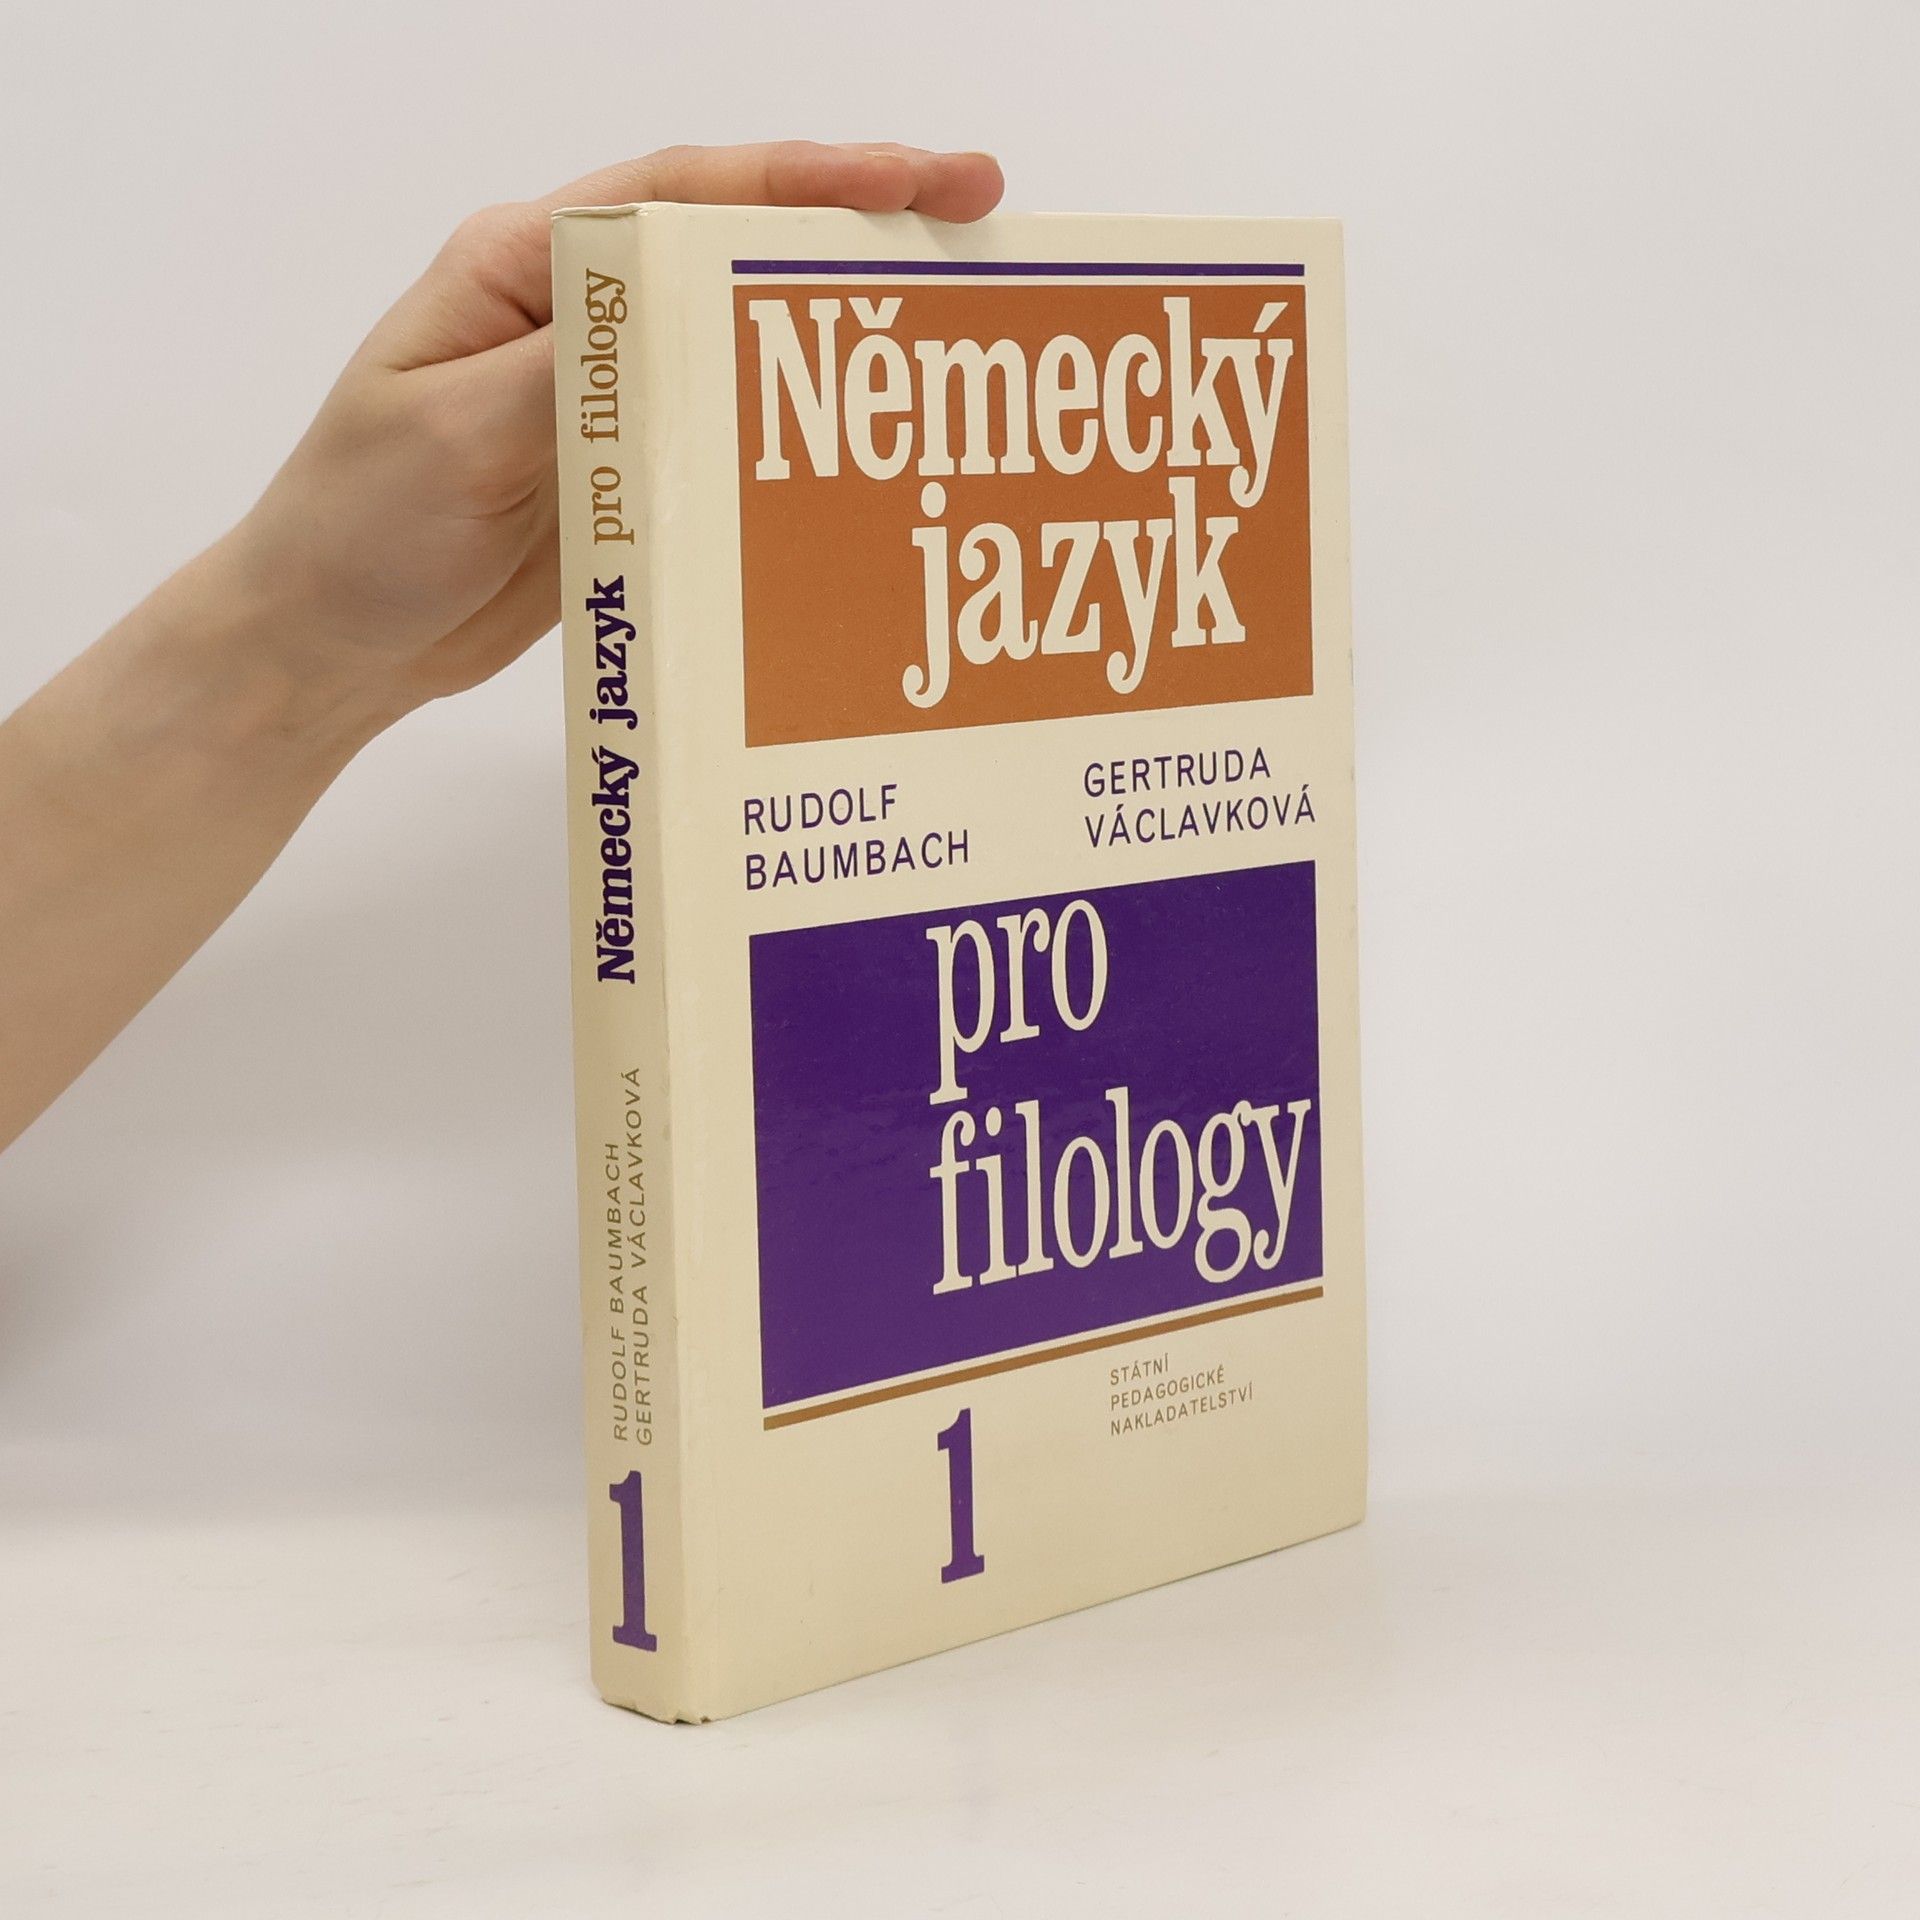 Německý
jazyk
RUDOLF
BAUMBACH
GERTRUDA
VÁCLAVKOVÁ
pro
filology
1
STÁTNÍ
PEDAGOGICKÉ
NAKLADATELSTVÍ
Německý jazyk pro filology
RUDOLF BAUMBACH
GERTRUDA VÁCLAVKOVÁ
1